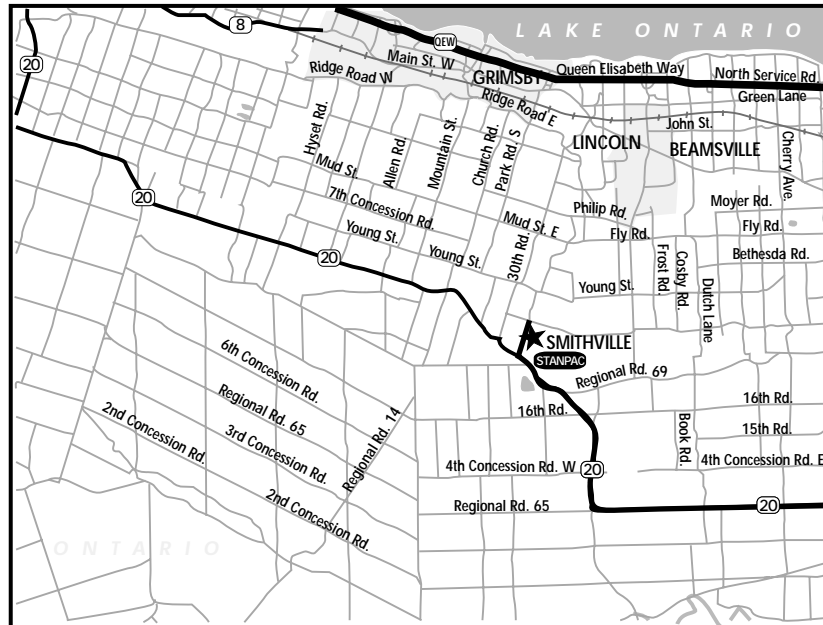 8
LAKE ONTARIO
QEW
20
Main St. W
Queen Elisabeth Way
North Service Rd.
Ridge Road W
GRIMSBY
Green Lane
Ridge Road E
John St.
Hyset Rd.
Allen Rd.
Mountain St.
Church Rd.
Park Rd. S
LINCOLN
BEAMSVILLE
Cherry Ave.
Mud St.
20
7th Concession Rd.
Mud St. E
Philip Rd.
Moyer Rd.
Fly Rd.
Fly Rd.
Young St.
Young St.
30th Rd.
Frost Rd.
Cosby Rd.
Dutch Lane
Bethesda Rd.
20
Young St.
SMITHVILLE
STANPAC
6th Concession Rd.
Regional Rd. 69
Regional Rd. 65
16th Rd.
16th Rd.
2nd Concession Rd.
3rd Concession Rd.
Regional Rd. 14
Book Rd.
15th Rd.
4th Concession Rd. W
20
4th Concession Rd. E
2nd Concession Rd.
Regional Rd. 65
20
ONTARIO